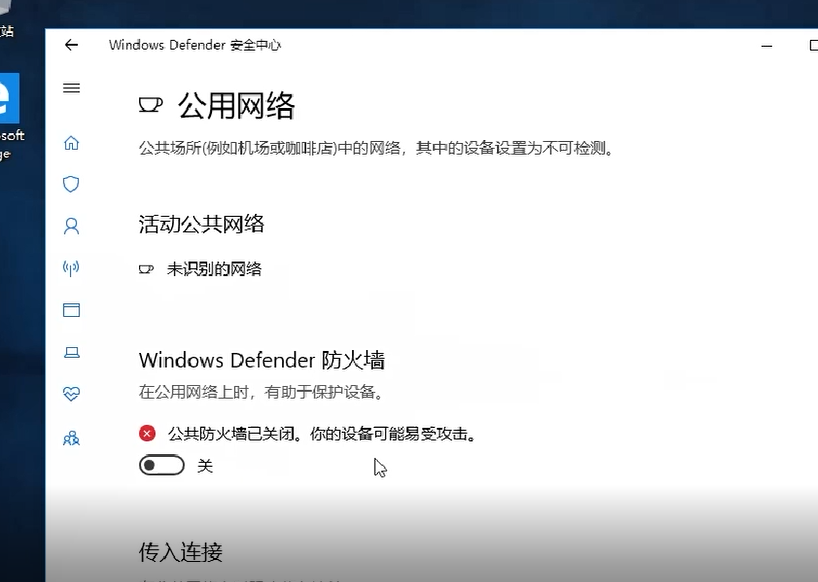 站
Windows Defender 安全中心
公用网络
公共场所(例如机场或咖啡店)中的网络，其中的设备设置为不可检测。
soft
ge
活动公共网络
未识别的网络
Windows Defender 防火墙
在公用网络上时，有助于保护设备。
公共防火墙已关闭。你的设备可能易受攻击。
关
传入连接